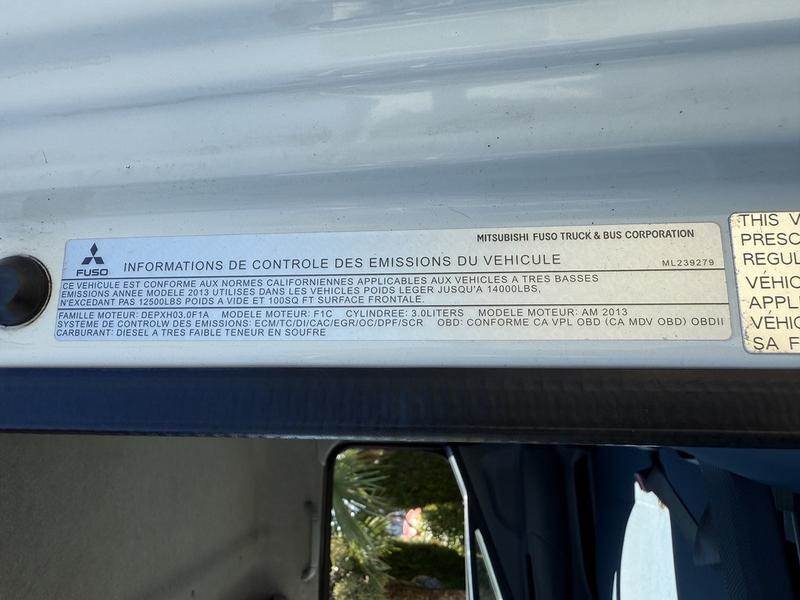 MITSUBISHI FUSO TRUCK & BUS CORPORATION
FUSO
INFORMATIONS DE CONTROLE DES EMISSIONS DU VEHICULE
ML239279
CE VEHICULE EST CONFORME AUX NORMES CALIFORNIENNES APPLICABLES AUX VEHICLES A TRES BASSES
EMISSIONS ANNEE MODELE 2013 UTILISES DANS LES VEHICLES POIDS LEGER JUSQU'A 14000LBS,
N'EXCEDANT PAS 12500LBS POIDS A VIDE ET 100SQ FT SURFACE FRONTALE.
FAMILLE MOTEUR: DEPXH03.0F1A MODELE MOTEUR: F1C CYLINDREE: 3.0LITERS MODELE MOTEUR: AM 2013
SYSTEME DE CONTROLW DES EMISSIONS: ECM/TC/DI/CAC/EGR/OC/DPF/SCR OBD: CONFORME CA VPL OBD (CA MDV OBD) OBDII
CARBURANT: DIESEL A TRES FAIBLE TENEUR EN SOUFRE
THIS V
PRESC
REGUL
VÉHIC
APPLI
VÉHIC
SA F